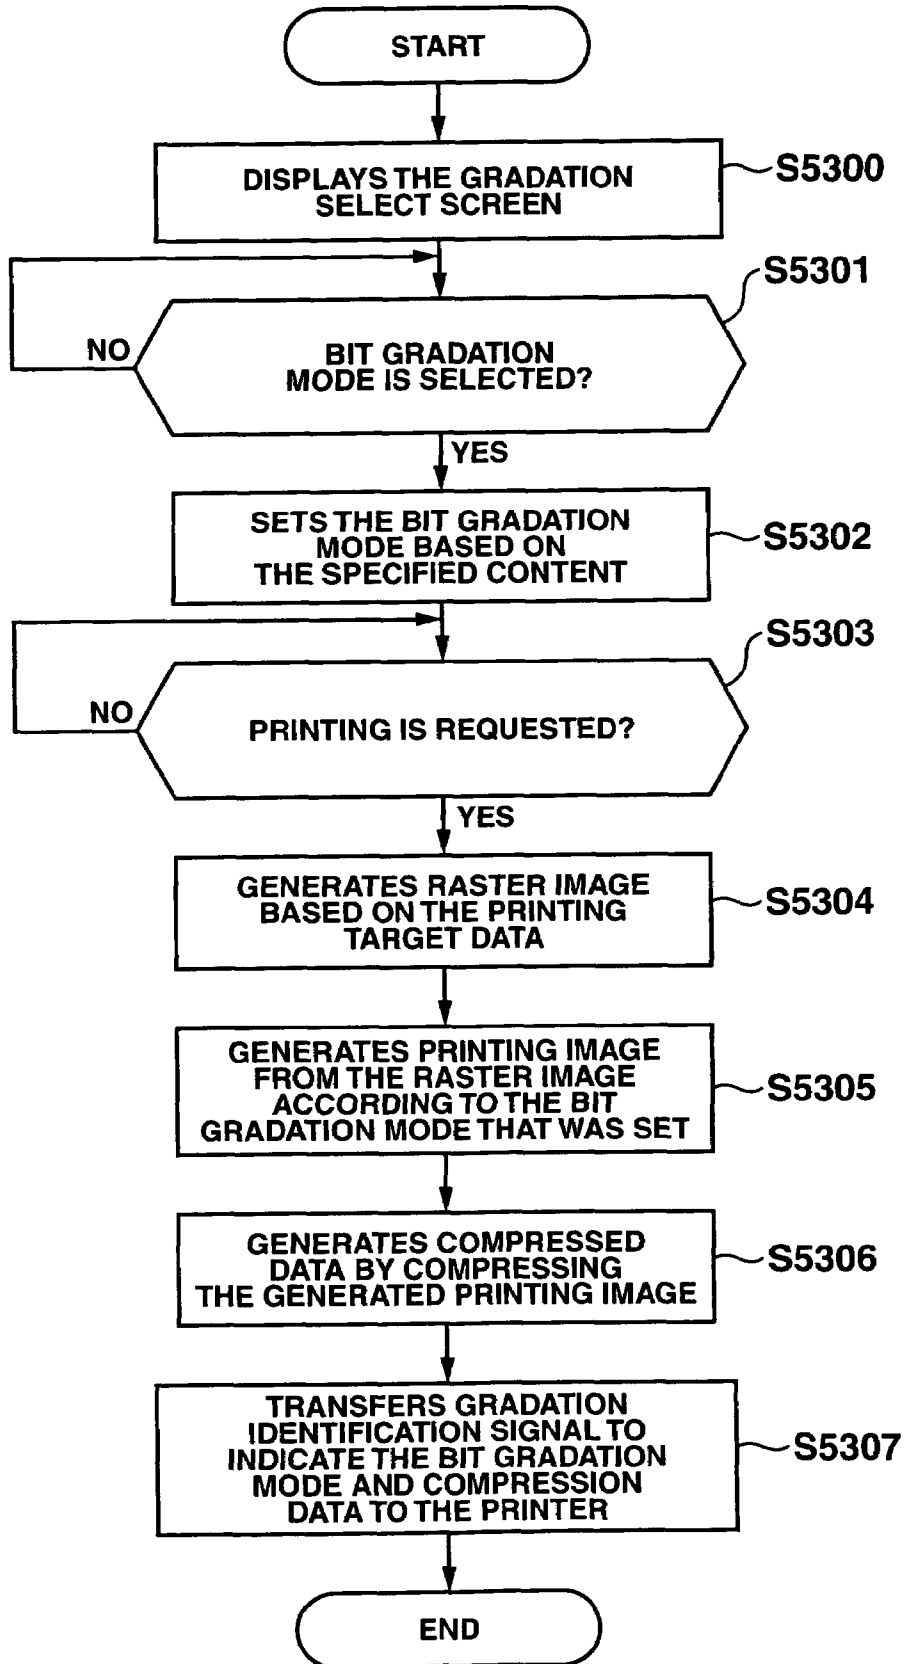 START
DISPLAYS THE GRADATION
SELECT SCREEN
S5300
S5301
NO
BIT GRADATION
MODE IS SELECTED?
YES
SETS THE BIT GRADATION
MODE BASED ON
THE SPECIFIED CONTENT
S5302
S5303
NO
PRINTING IS REQUESTED?
YES
GENERATES RASTER IMAGE
BASED ON THE PRINTING
TARGET DATA
S5304
GENERATES PRINTING IMAGE
FROM THE RASTER IMAGE
ACCORDING TO THE BIT
GRADATION MODE THAT WAS SET
S5305
GENERATES COMPRESSED
DATA BY COMPRESSING
THE GENERATED PRINTING IMAGE
S5306
TRANSFERS GRADATION
IDENTIFICATION SIGNAL TO
INDICATE THE BIT GRADATION
MODE AND COMPRESSION
DATA TO THE PRINTER
S5307
END